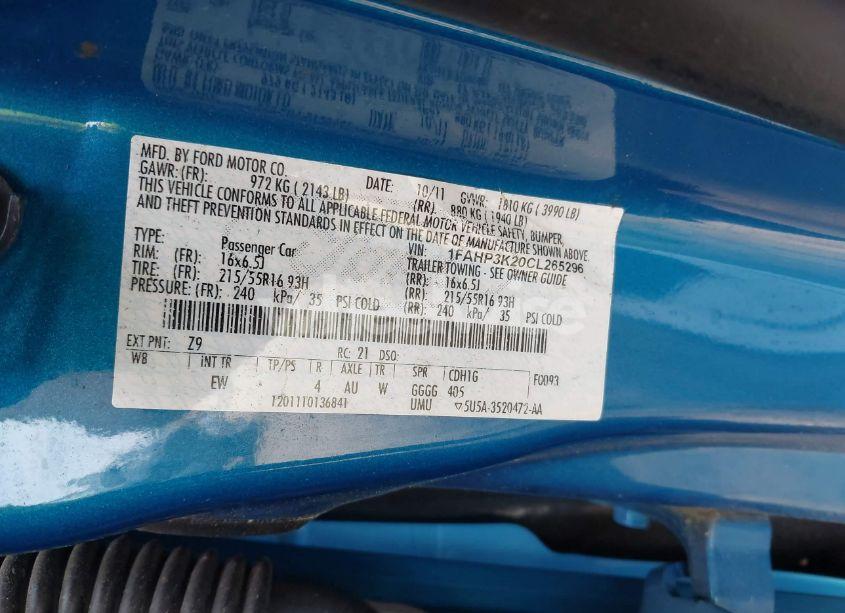 MFD. BY FORD MOTOR CO.
DATE: 10/11 GVWR: 1810 KG ( 3990 LB)
GAWR: (FR): 972 KG ( 2143 LB) (RR) 880 KG ( 1940 LB)
THIS VEHICLE CONFORMS TO ALL APPLICABLE FEDERAL MOTOR VEHICLE SAFETY, BUMPER,
AND THEFT PREVENTION STANDARDS IN EFFECT ON THE DATE OF MANUFACTURE SHOWN ABOVE.
VIN: 1FAHP3K20CL265296
TYPE: Passenger Car TRAILER TOWING - SEE OWNER GUIDE
RIM: (FR): 16x6.5J (RR): 16x6.5J
TIRE: (FR): 215/55R16 93H (RR): 215/55R16 93H
PRESSURE: (FR): 240 kPa/ 35 PSI COLD (RR): 240 kPa/ 35 PSI COLD
EXT PNT: Z9 RC: 21 DSO:
WB INT TR TP/PS R AXLE TR SPR CDH1G F0093
EW 4 AU W GGGG 405
1201110136841 UMU ▽5U5A-3520472-AA